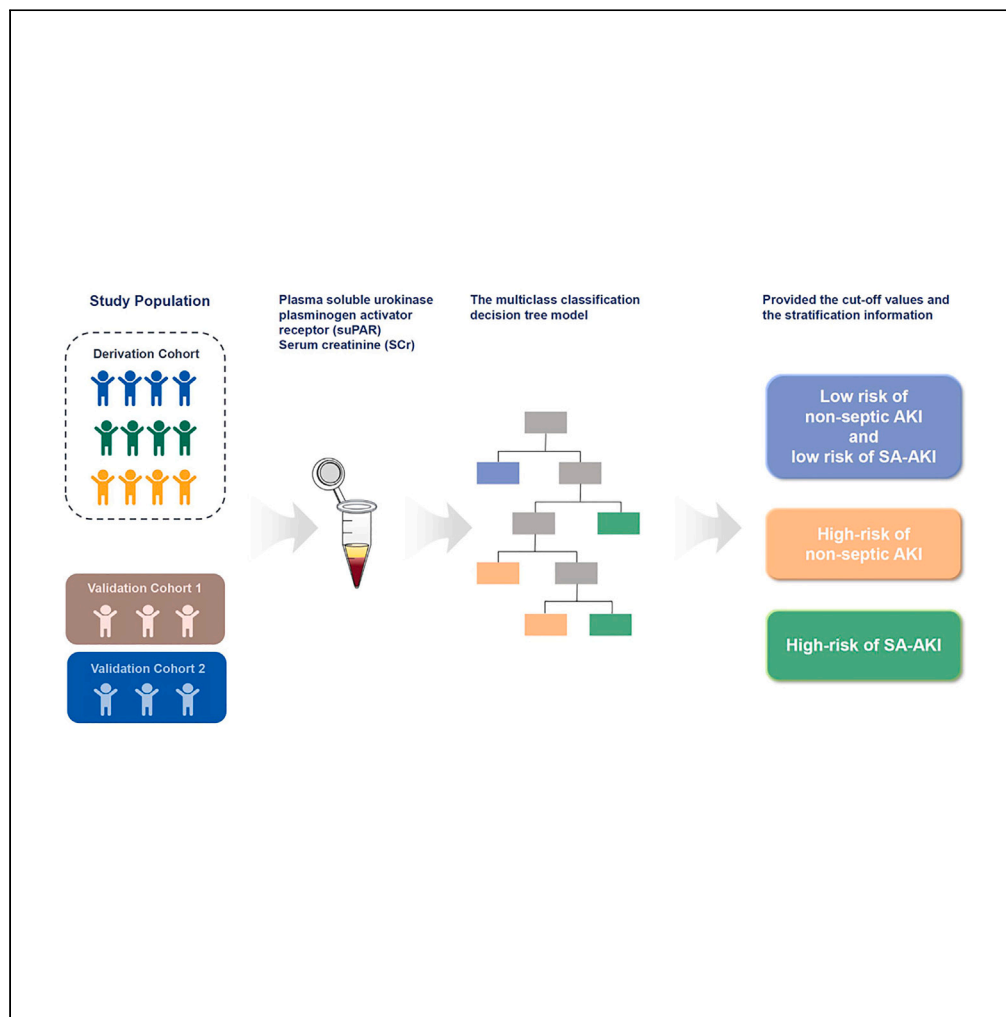 Study Population
Derivation Cohort
Validation Cohort 1
Validation Cohort 2
Plasma soluble urokinase
plasminogen activator
receptor (suPAR)
Serum creatinine (SCr)
The multiclass classification
decision tree model
Provided the cut-off values and
the stratification information
Low risk of
non-septic AKI
and
low risk of SA-AKI
High-risk of
non-septic AKI
High-risk of SA-AKI